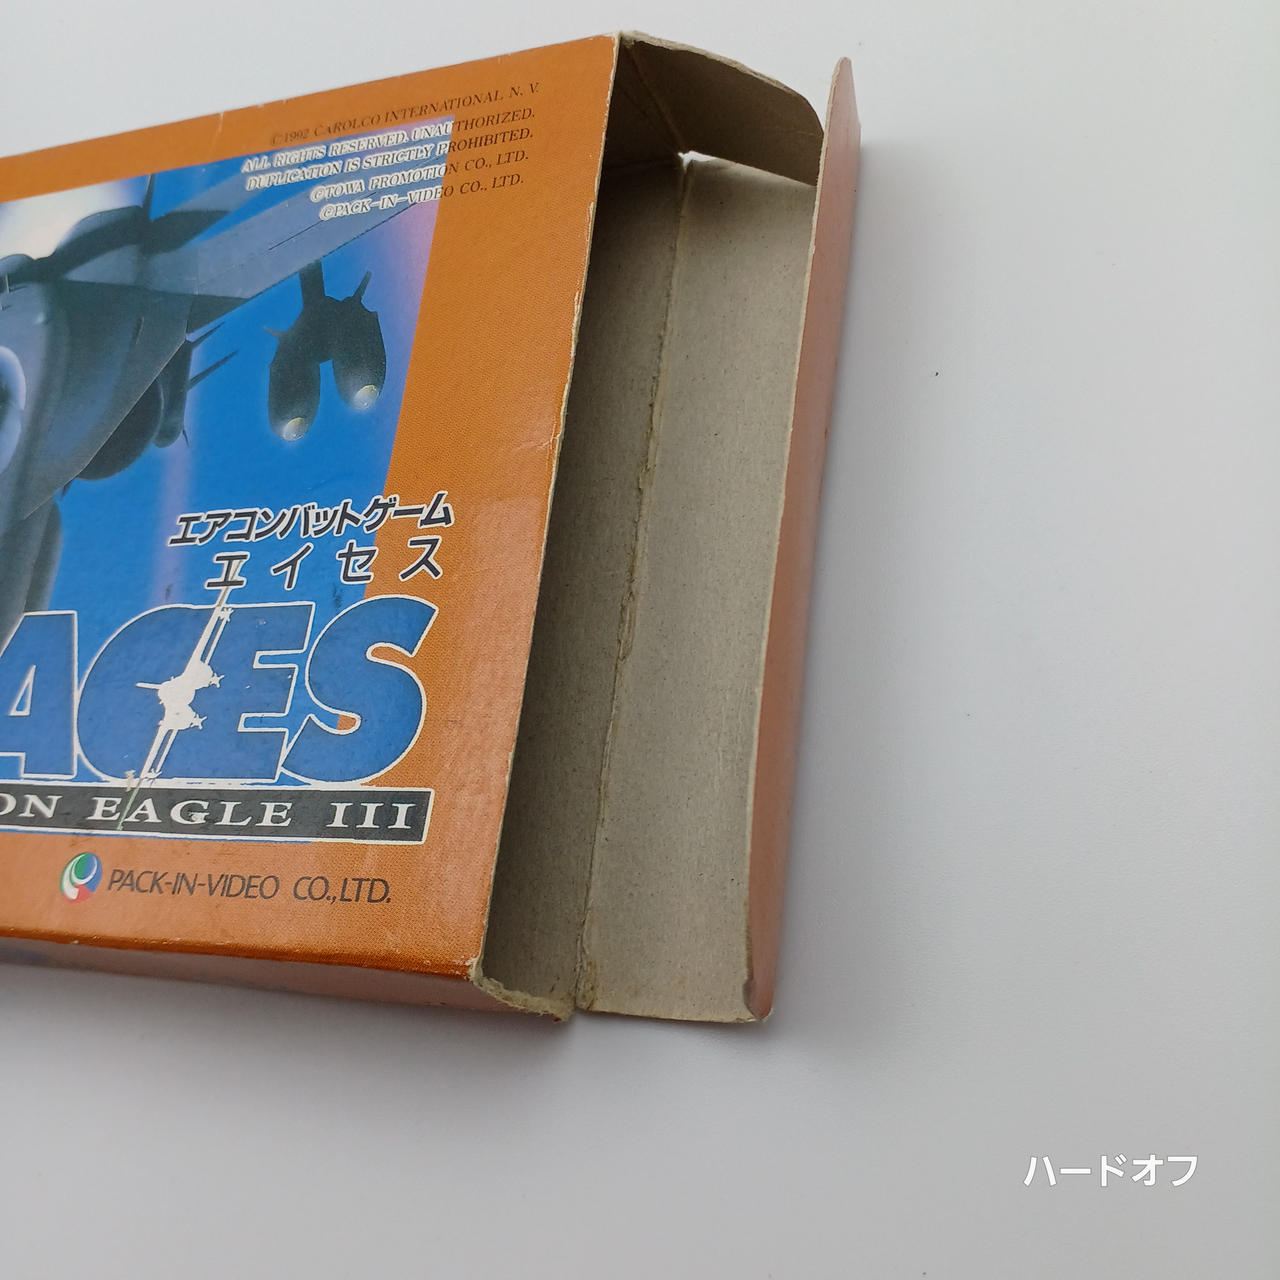 ©1992 CAROLCO INTERNATIONAL N. V.
ALL RIGHTS RESERVED. UNAUTHORIZED.
DUPLICATION IS STRICTLY PROHIBITED.
©TOWA PROMOTION CO., LTD.
©PACK-IN-VIDEO CO., LTD.
エアコンバットゲーム
エイセス
ACES
ON EAGLE III
PACK-IN-VIDEO CO.,LTD.
ハードオフ